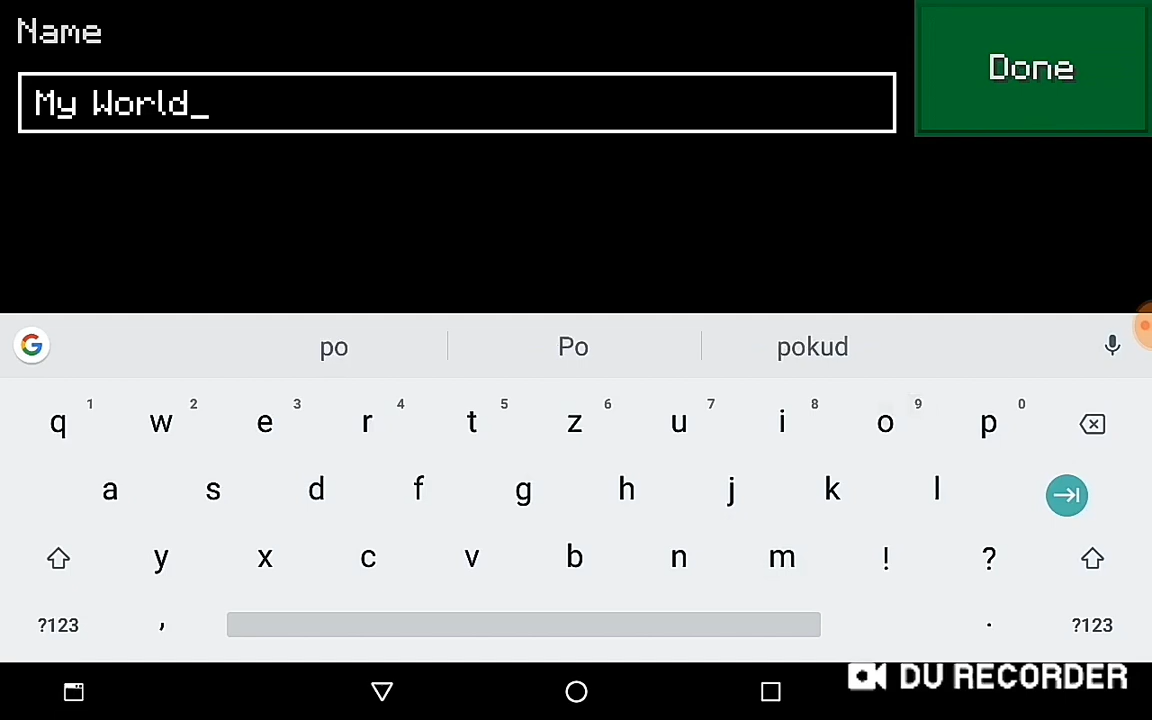 Name
Done
My World_
po Po pokud
1 2 3 4 5 6 7 8 9 0
q w e r t z u i o p
a s d f g h j k l
y x c v b n m ! ?
?123 , . ?123
DU RECORDER